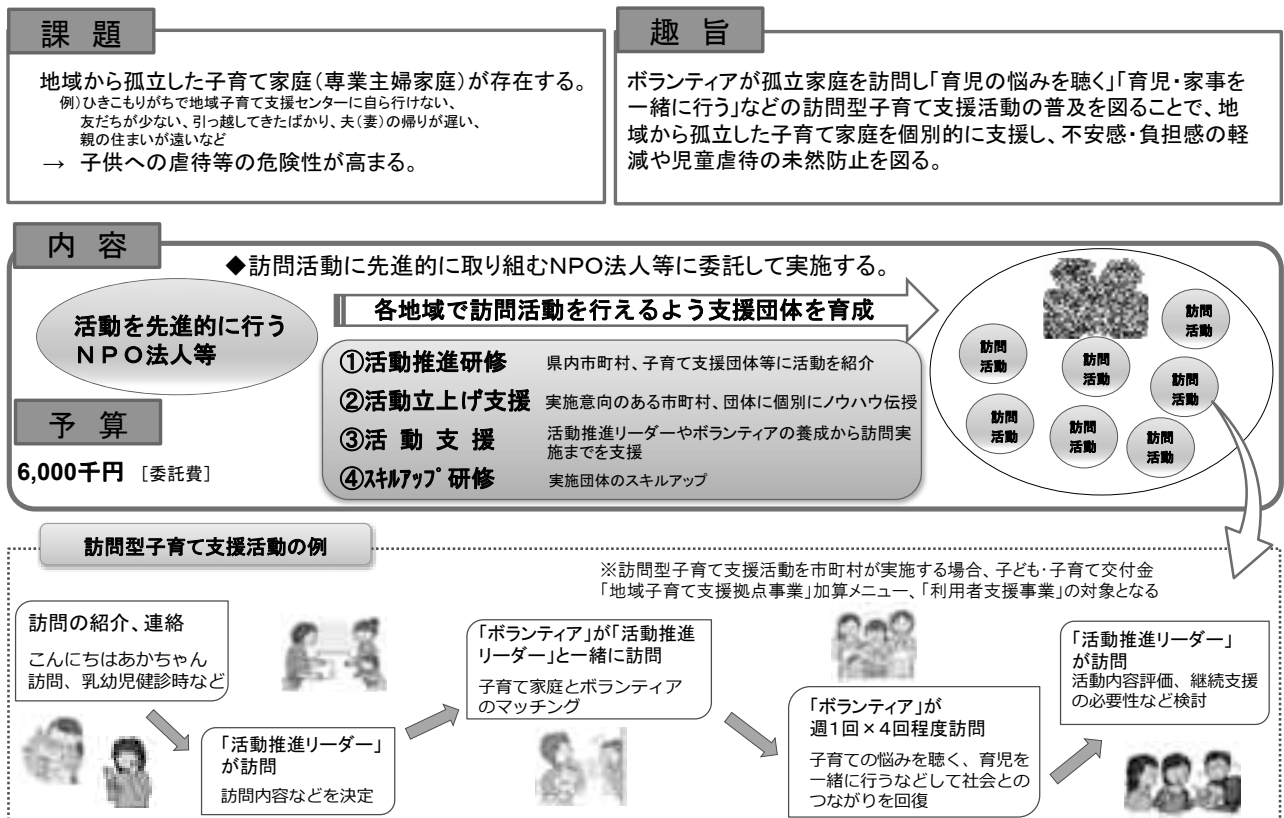 課 題
地域から孤立した子育て家庭(専業主婦家庭)が存在する。
例)ひきこもりがちで地域子育て支援センターに自ら行けない、
友だちが少ない、引っ越してきたばかり、夫(妻)の帰りが遅い、
親の住まいが遠いなど
→ 子供への虐待等の危険性が高まる。
趣 旨
ボランティアが孤立家庭を訪問し「育児の悩みを聴く」「育児・家事を
一緒に行う」などの訪問型子育て支援活動の普及を図ることで、地
域から孤立した子育て家庭を個別的に支援し、不安感・負担感の軽
減や児童虐待の未然防止を図る。
内 容
◆訪問活動に先進的に取り組むNPO法人等に委託して実施する。
活動を先進的に行う
NPO法人等
各地域で訪問活動を行えるよう支援団体を育成
①活動推進研修 県内市町村、子育て支援団体等に活動を紹介
②活動立上げ支援 実施意向のある市町村、団体に個別にノウハウ伝授
③活 動 支 援 活動推進リーダーやボランティアの養成から訪問実
施までを支援
④スキルアップ研修 実施団体のスキルアップ
訪問
活動
訪問
活動
訪問
活動
訪問
活動
訪問
活動
訪問
活動
訪問
活動
予 算
6,000千円 [委託費]
訪問型子育て支援活動の例
※訪問型子育て支援活動を市町村が実施する場合、子ども・子育て交付金
「地域子育て支援拠点事業」加算メニュー、「利用者支援事業」の対象となる
訪問の紹介、連絡
こんにちはあかちゃん
訪問、乳幼児健診時など
「活動推進リーダー」
が訪問
訪問内容などを決定
「ボランティア」が「活動推進
リーダー」と一緒に訪問
子育て家庭とボランティア
のマッチング
「ボランティア」が
週1回×4回程度訪問
子育ての悩みを聴く、育児を
一緒に行うなどして社会との
つながりを回復
「活動推進リーダー」
が訪問
活動内容評価、継続支援
の必要性など検討